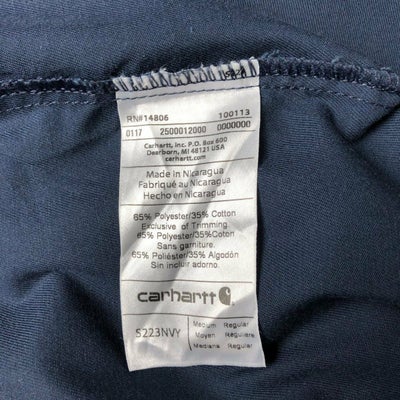 RN#14806 100113
0117 2500012000 0000000
Carhartt, Inc. P.O. Box 600
Dearborn, MI 48121 USA
carhartt.com
Made in Nicaragua
Fabriqué au Nicaragua
Hecho en Nicaragua
65% Polyester/35% Cotton
Exclusive of Trimming
65% Polyester/35% Coton
Sans garniture.
65% Poliéster/35% Algodón
Sin incluir adorno.
carhartt
S223NVY
Medium Regular
Moyen Regulière
Mediana Regular